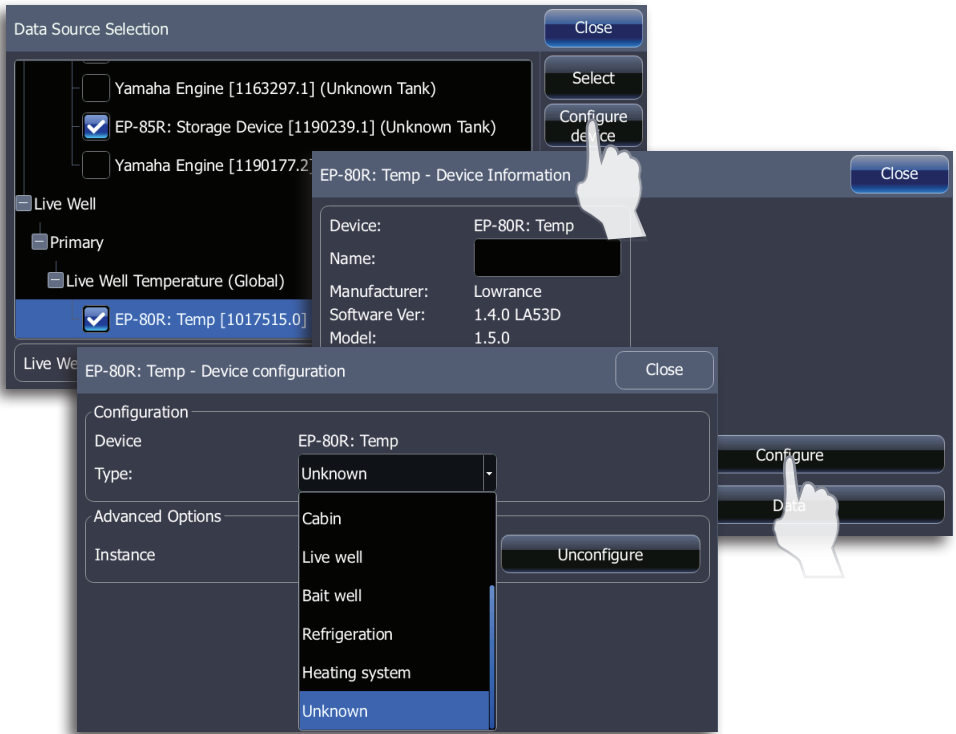 Data Source Selection
Close
Yamaha Engine [1163297.1] (Unknown Tank)
Select
EP-85R: Storage Device [1190239.1] (Unknown Tank)
Configure
device
Yamaha Engine [1190177.2]
Live Well
Primary
Live Well Temperature (Global)
EP-80R: Temp [1017515.0]
Live We
EP-80R: Temp - Device Information
Close
Device: EP-80R: Temp
Name:
Manufacturer: Lowrance
Software Ver: 1.4.0 LA53D
Model: 1.5.0
Configure
Data
EP-80R: Temp - Device configuration
Close
Configuration
Device EP-80R: Temp
Type: Unknown
Cabin
Advanced Options
Instance
Live well
Unconfigure
Bait well
Refrigeration
Heating system
Unknown